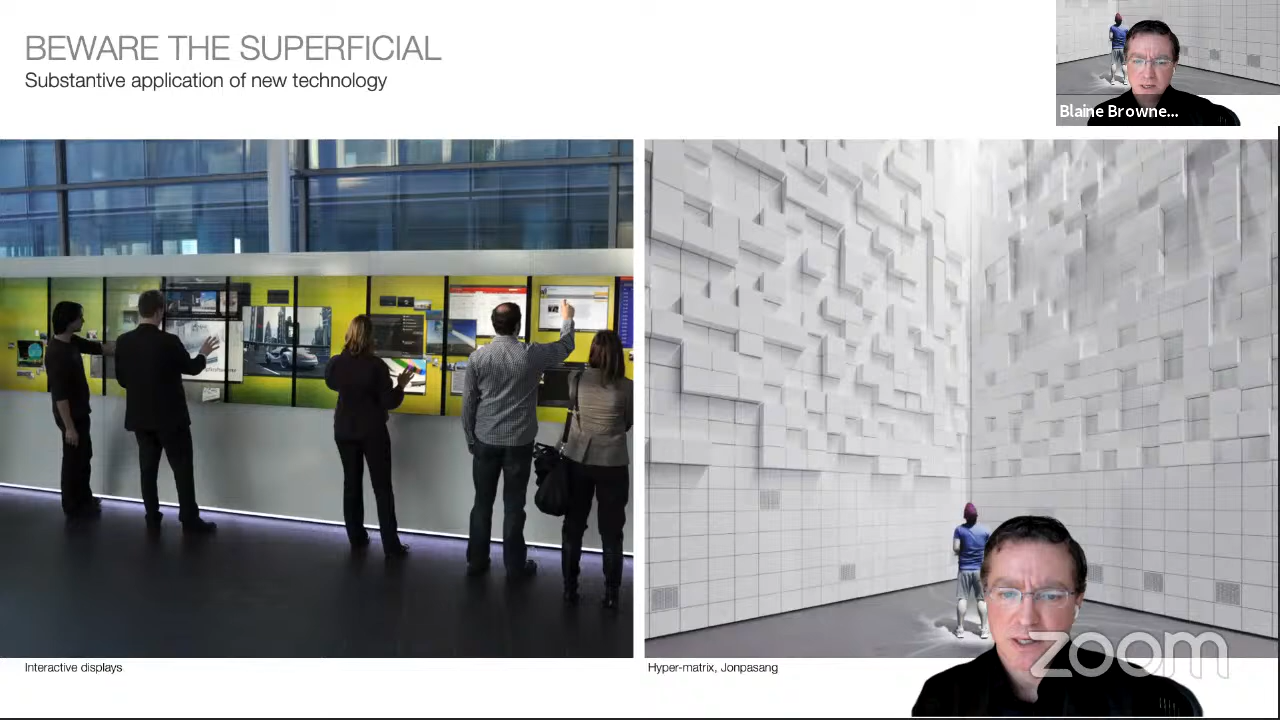 BEWARE THE SUPERFICIAL
Substantive application of new technology
Blaine Browne...
Interactive displays
Hyper-matrix, Jonpasang
zoom